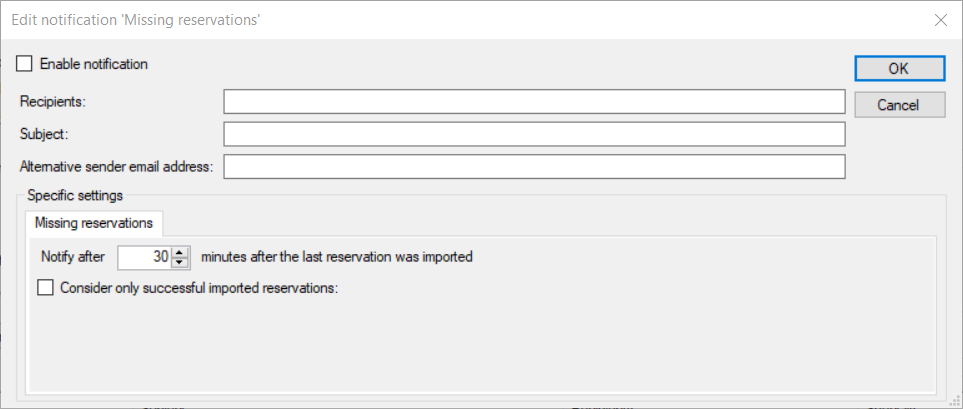 Edit notification 'Missing reservations'
Enable notification
OK
Recipients:
Cancel
Subject:
Alternative sender email address:
Specific settings
Missing reservations
Notify after 30 minutes after the last reservation was imported
Consider only successful imported reservations: